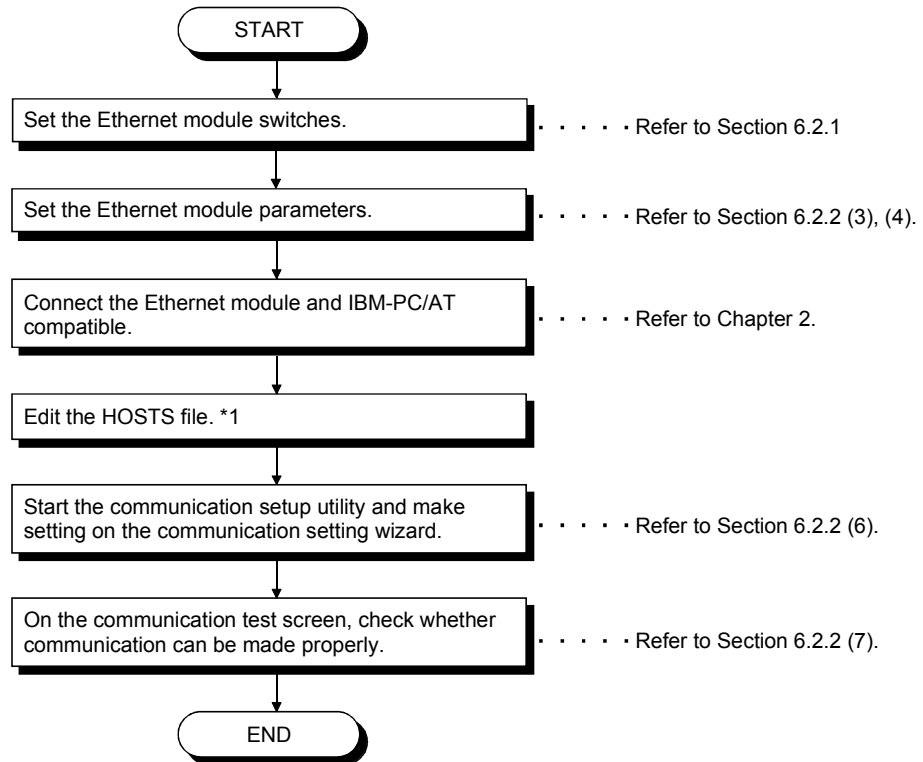 START
Set the Ethernet module switches.
· · · · · Refer to Section 6.2.1
Set the Ethernet module parameters.
· · · · · Refer to Section 6.2.2 (3), (4).
Connect the Ethernet module and IBM-PC/AT
compatible.
· · · · · Refer to Chapter 2.
Edit the HOSTS file. *1
Start the communication setup utility and make
setting on the communication setting wizard.
· · · · · Refer to Section 6.2.2 (6).
On the communication test screen, check whether
communication can be made properly.
· · · · · Refer to Section 6.2.2 (7).
END